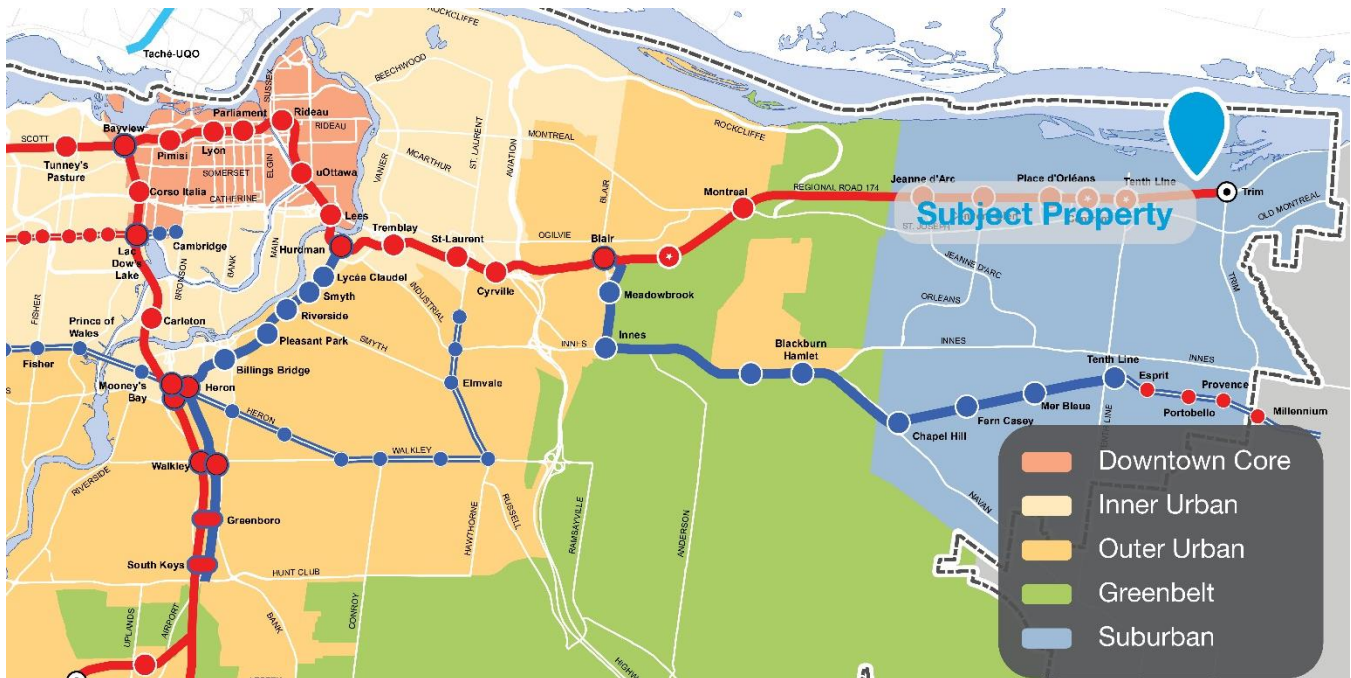 Taché-UQO
ROCKCLIFFE
BEECHWOOD
SUSSEX
Parliament
Rideau
RIDEAU
SCOTT
Bayview
Lyon
Pimisi
Tunney's
Pasture
ELGIN
SOMERSET
uOttawa
VANIER
MCARTHUR
ST. LAURENT
AVIATION
MONTREAL
ROCKCLIFFE
BLAIR
Corso Italia
CATHERINE
Lees
Montreal
REGIONAL ROAD 174
Jeanne d'Arc
Place d'Orléans
Tenth Line
Trim
Subject Property
ST. JOSEPH
OLD MONTREAL
Lac
Dow's
Lake
Cambridge
BRONSON
BANK
MAIN
Hurdman
Tremblay
St-Laurent
OGILVIE
Blair
Cyrville
Lycée Claudel
Smyth
Riverside
Pleasant Park
INDUSTRIAL
Meadowbrook
JEANNE D'ARC
ORLEANS
TRIM
FISHER
Prince of
Wales
Carleton
Fisher
SMYTH
INNES
Innes
Blackburn
Hamlet
INNES
INNES
Billings Bridge
Elmvale
Tenth Line
Esprit
Provence
Portobello
Millennium
Mooney's
Bay
Heron
HERON
Mer Bleue
Fern Casey
Chapel Hill
WALKLEY
Walkley
RIVERSIDE
NAVAN
Greenboro
HAWTHORNE
RUSSELL
RAMSAYVILLE
ANDERSON
South Keys
HUNT CLUB
UPLANDS
AIRPORT
BANK
CONROY
Downtown Core
Inner Urban
Outer Urban
Greenbelt
Suburban